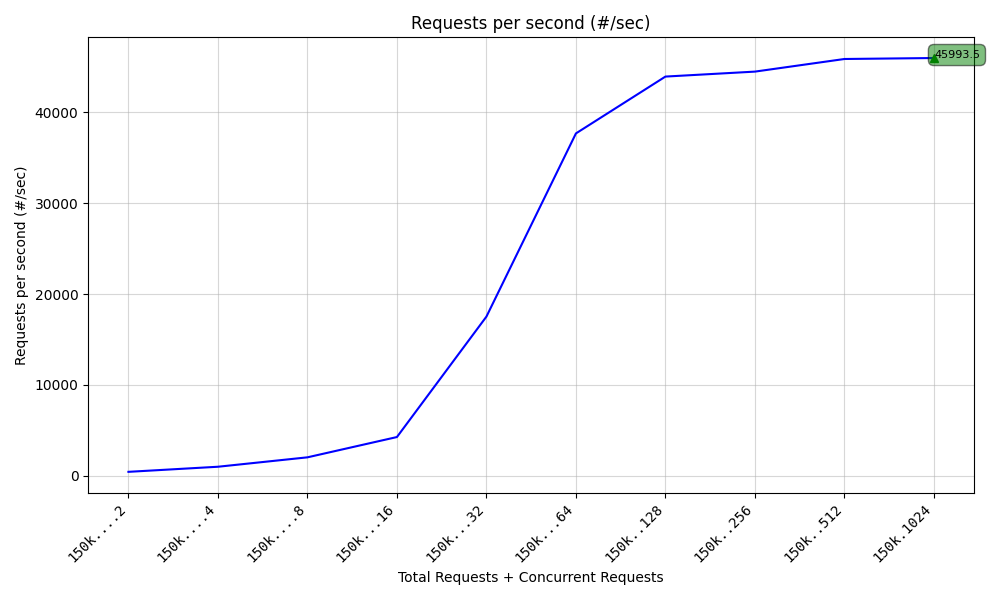 Requests per second (#/sec)
45993.5
Requests per second (#/sec)
40000
30000
20000
10000
0
150k....2
150k....4
150k....8
150k...16
150k...32
150k...64
150k..128
150k..256
150k..512
150k.1024
Total Requests + Concurrent Requests